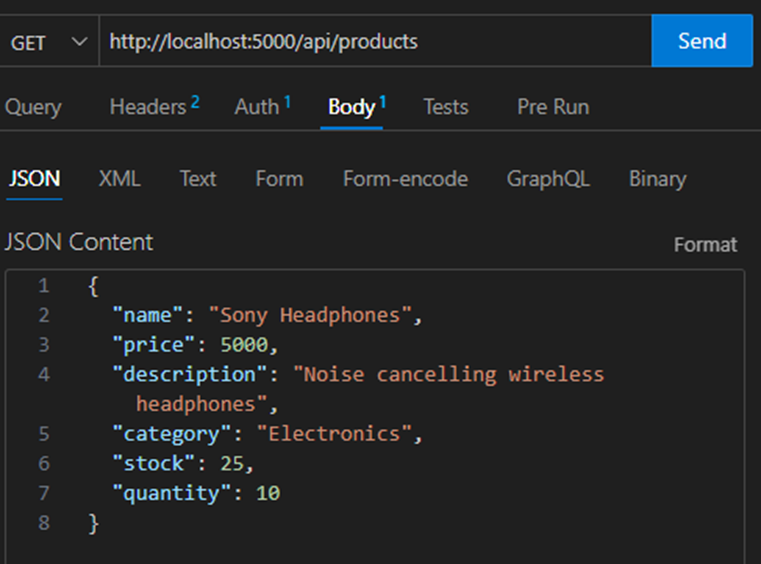 GET http://localhost:5000/api/products Send
Query Headers 2 Auth 1 Body 1 Tests Pre Run
JSON XML Text Form Form-encode GraphQL Binary
JSON Content Format
1 {
2 "name": "Sony Headphones",
3 "price": 5000,
4 "description": "Noise cancelling wireless
headphones",
5 "category": "Electronics",
6 "stock": 25,
7 "quantity": 10
8 }